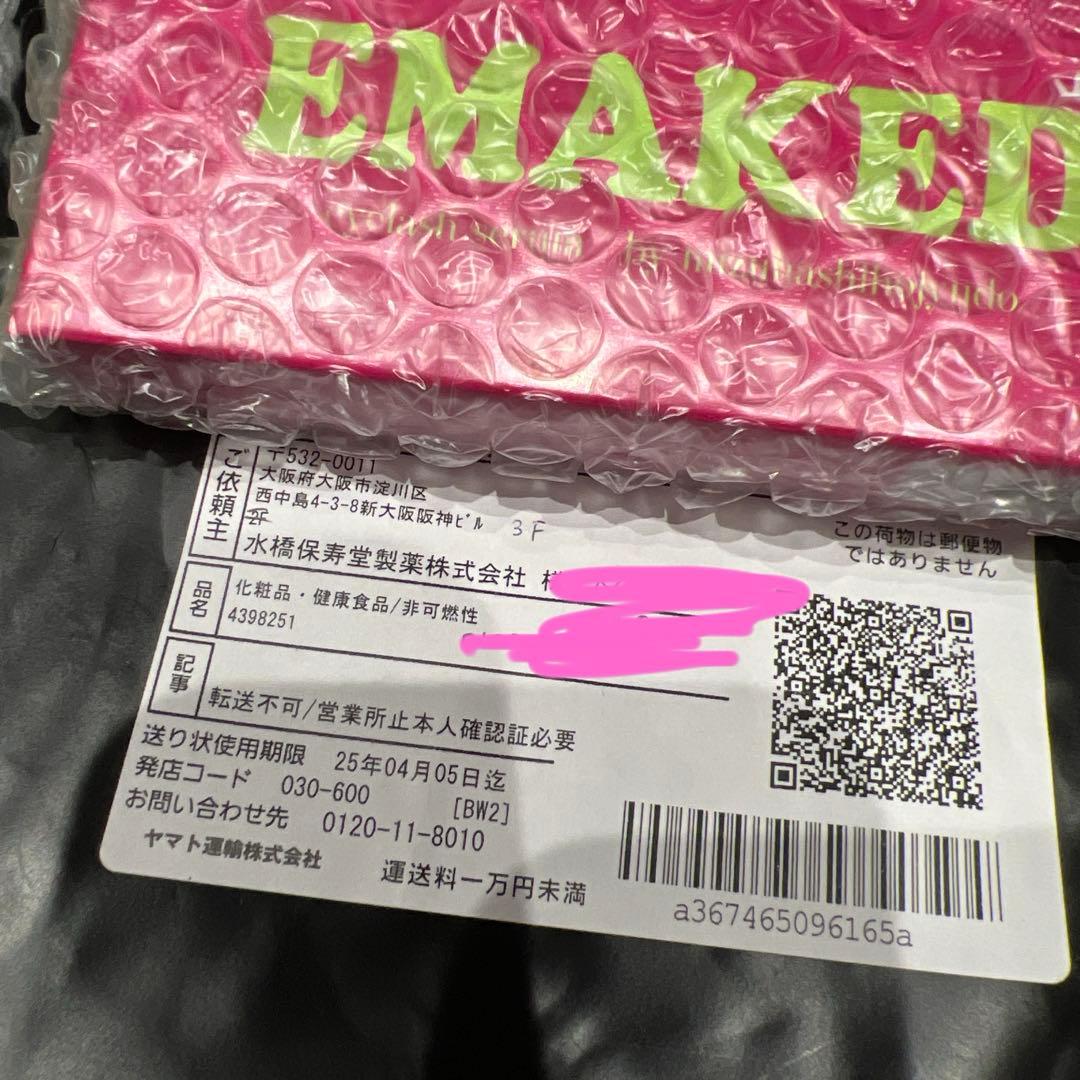 EMAKED
eyelash serum by mizuhashihojyudo
ご依頼主
〒532-0011
大阪府大阪市淀川区
西中島4-3-8新大阪阪神ビル
2F 3F
水橋保寿堂製薬株式会社 様
この荷物は郵便物
ではありません
品名
化粧品・健康食品/非可燃性
4398251
記事
転送不可/営業所止本人確認証必要
送り状使用期限 25年04月05日迄
発店コード 030-600 [BW2]
お問い合わせ先 0120-11-8010
ヤマト運輸株式会社
運送料一万円未満
a367465096165a